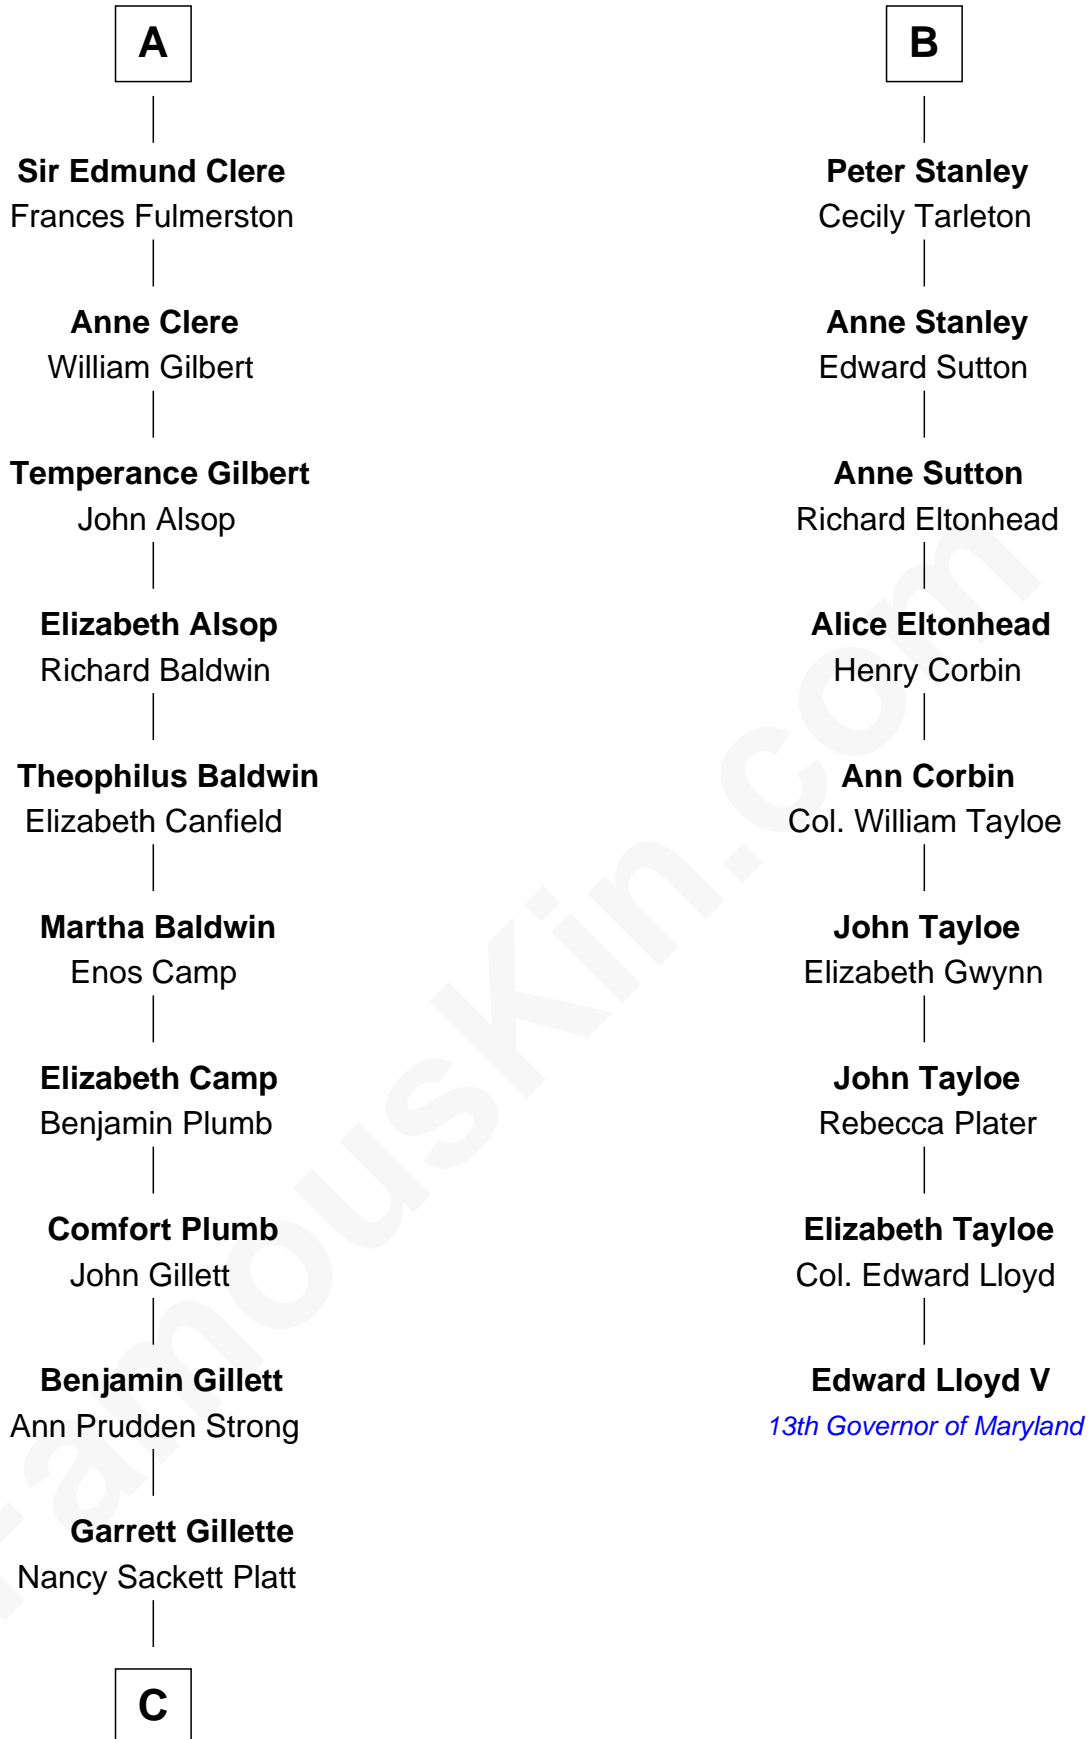 A
Sir Edmund Clere
Frances Fulmerston
Anne Clere
William Gilbert
Temperance Gilbert
John Alsop
Elizabeth Alsop
Richard Baldwin
Theophilus Baldwin
Elizabeth Canfield
Martha Baldwin
Enos Camp
Elizabeth Camp
Benjamin Plumb
Comfort Plumb
John Gillett
Benjamin Gillett
Ann Prudden Strong
Garrett Gillette
Nancy Sackett Platt
C
B
Peter Stanley
Cecily Tarleton
Anne Stanley
Edward Sutton
Anne Sutton
Richard Eltonhead
Alice Eltonhead
Henry Corbin
Ann Corbin
Col. William Tayloe
John Tayloe
Elizabeth Gwynn
John Tayloe
Rebecca Plater
Elizabeth Tayloe
Col. Edward Lloyd
Edward Lloyd V
13th Governor of Maryland
FamousKin.com